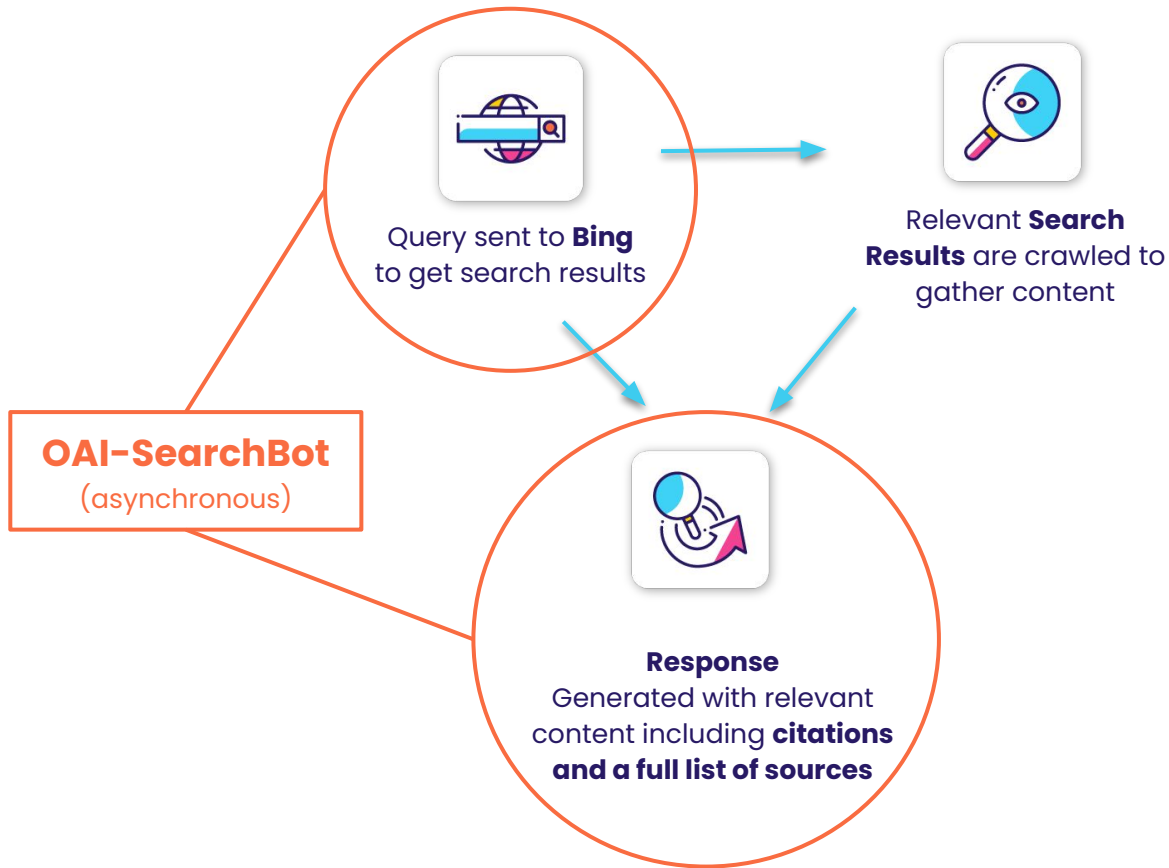 Query sent to Bing
to get search results
Relevant Search
Results are crawled to
gather content
OAI-SearchBot
(asynchronous)
Response
Generated with relevant
content including citations
and a full list of sources